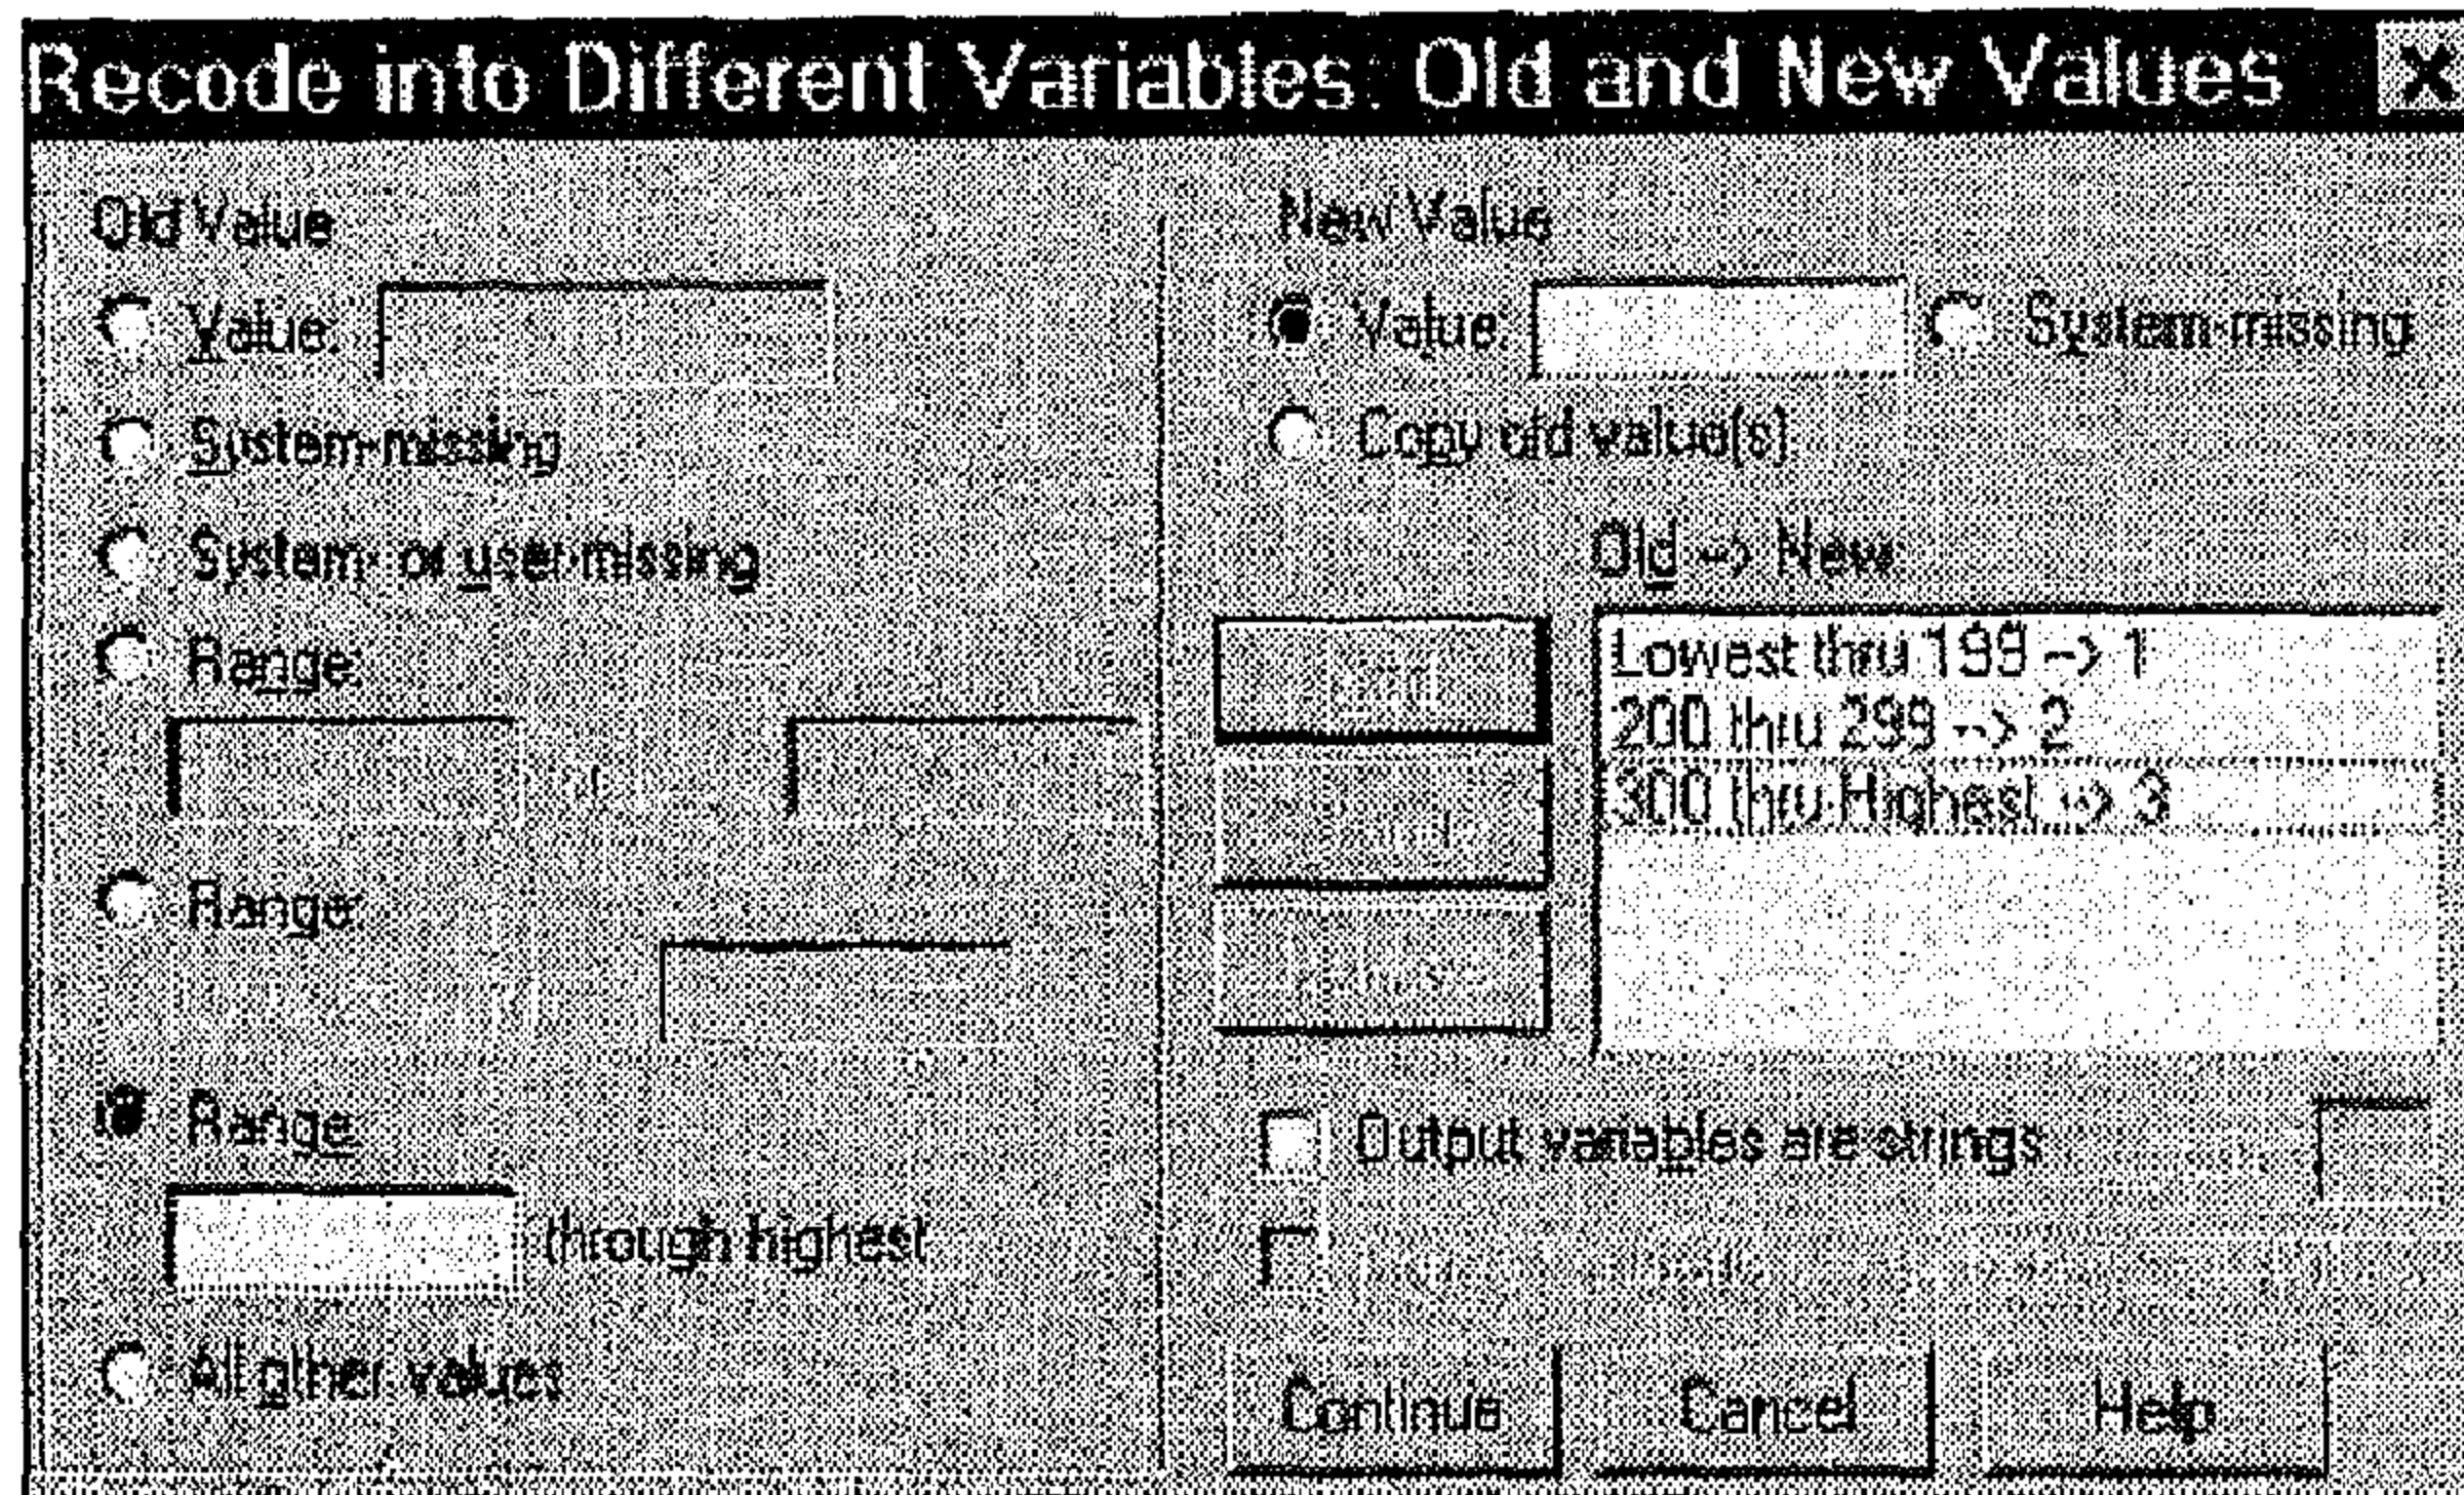 Recode into Different Variables: Old and New Values
Old Value
Value:
System-missing
System- or user-missing
Range:
Range:
Range:
through highest
All other values
New Value
Value:
System-missing
Copy old value(s)
Old --> New:
Lowest thru 199 --> 1
200 thru 299 --> 2
300 thru Highest --> 3
Output variables are strings
Continue
Cancel
Help